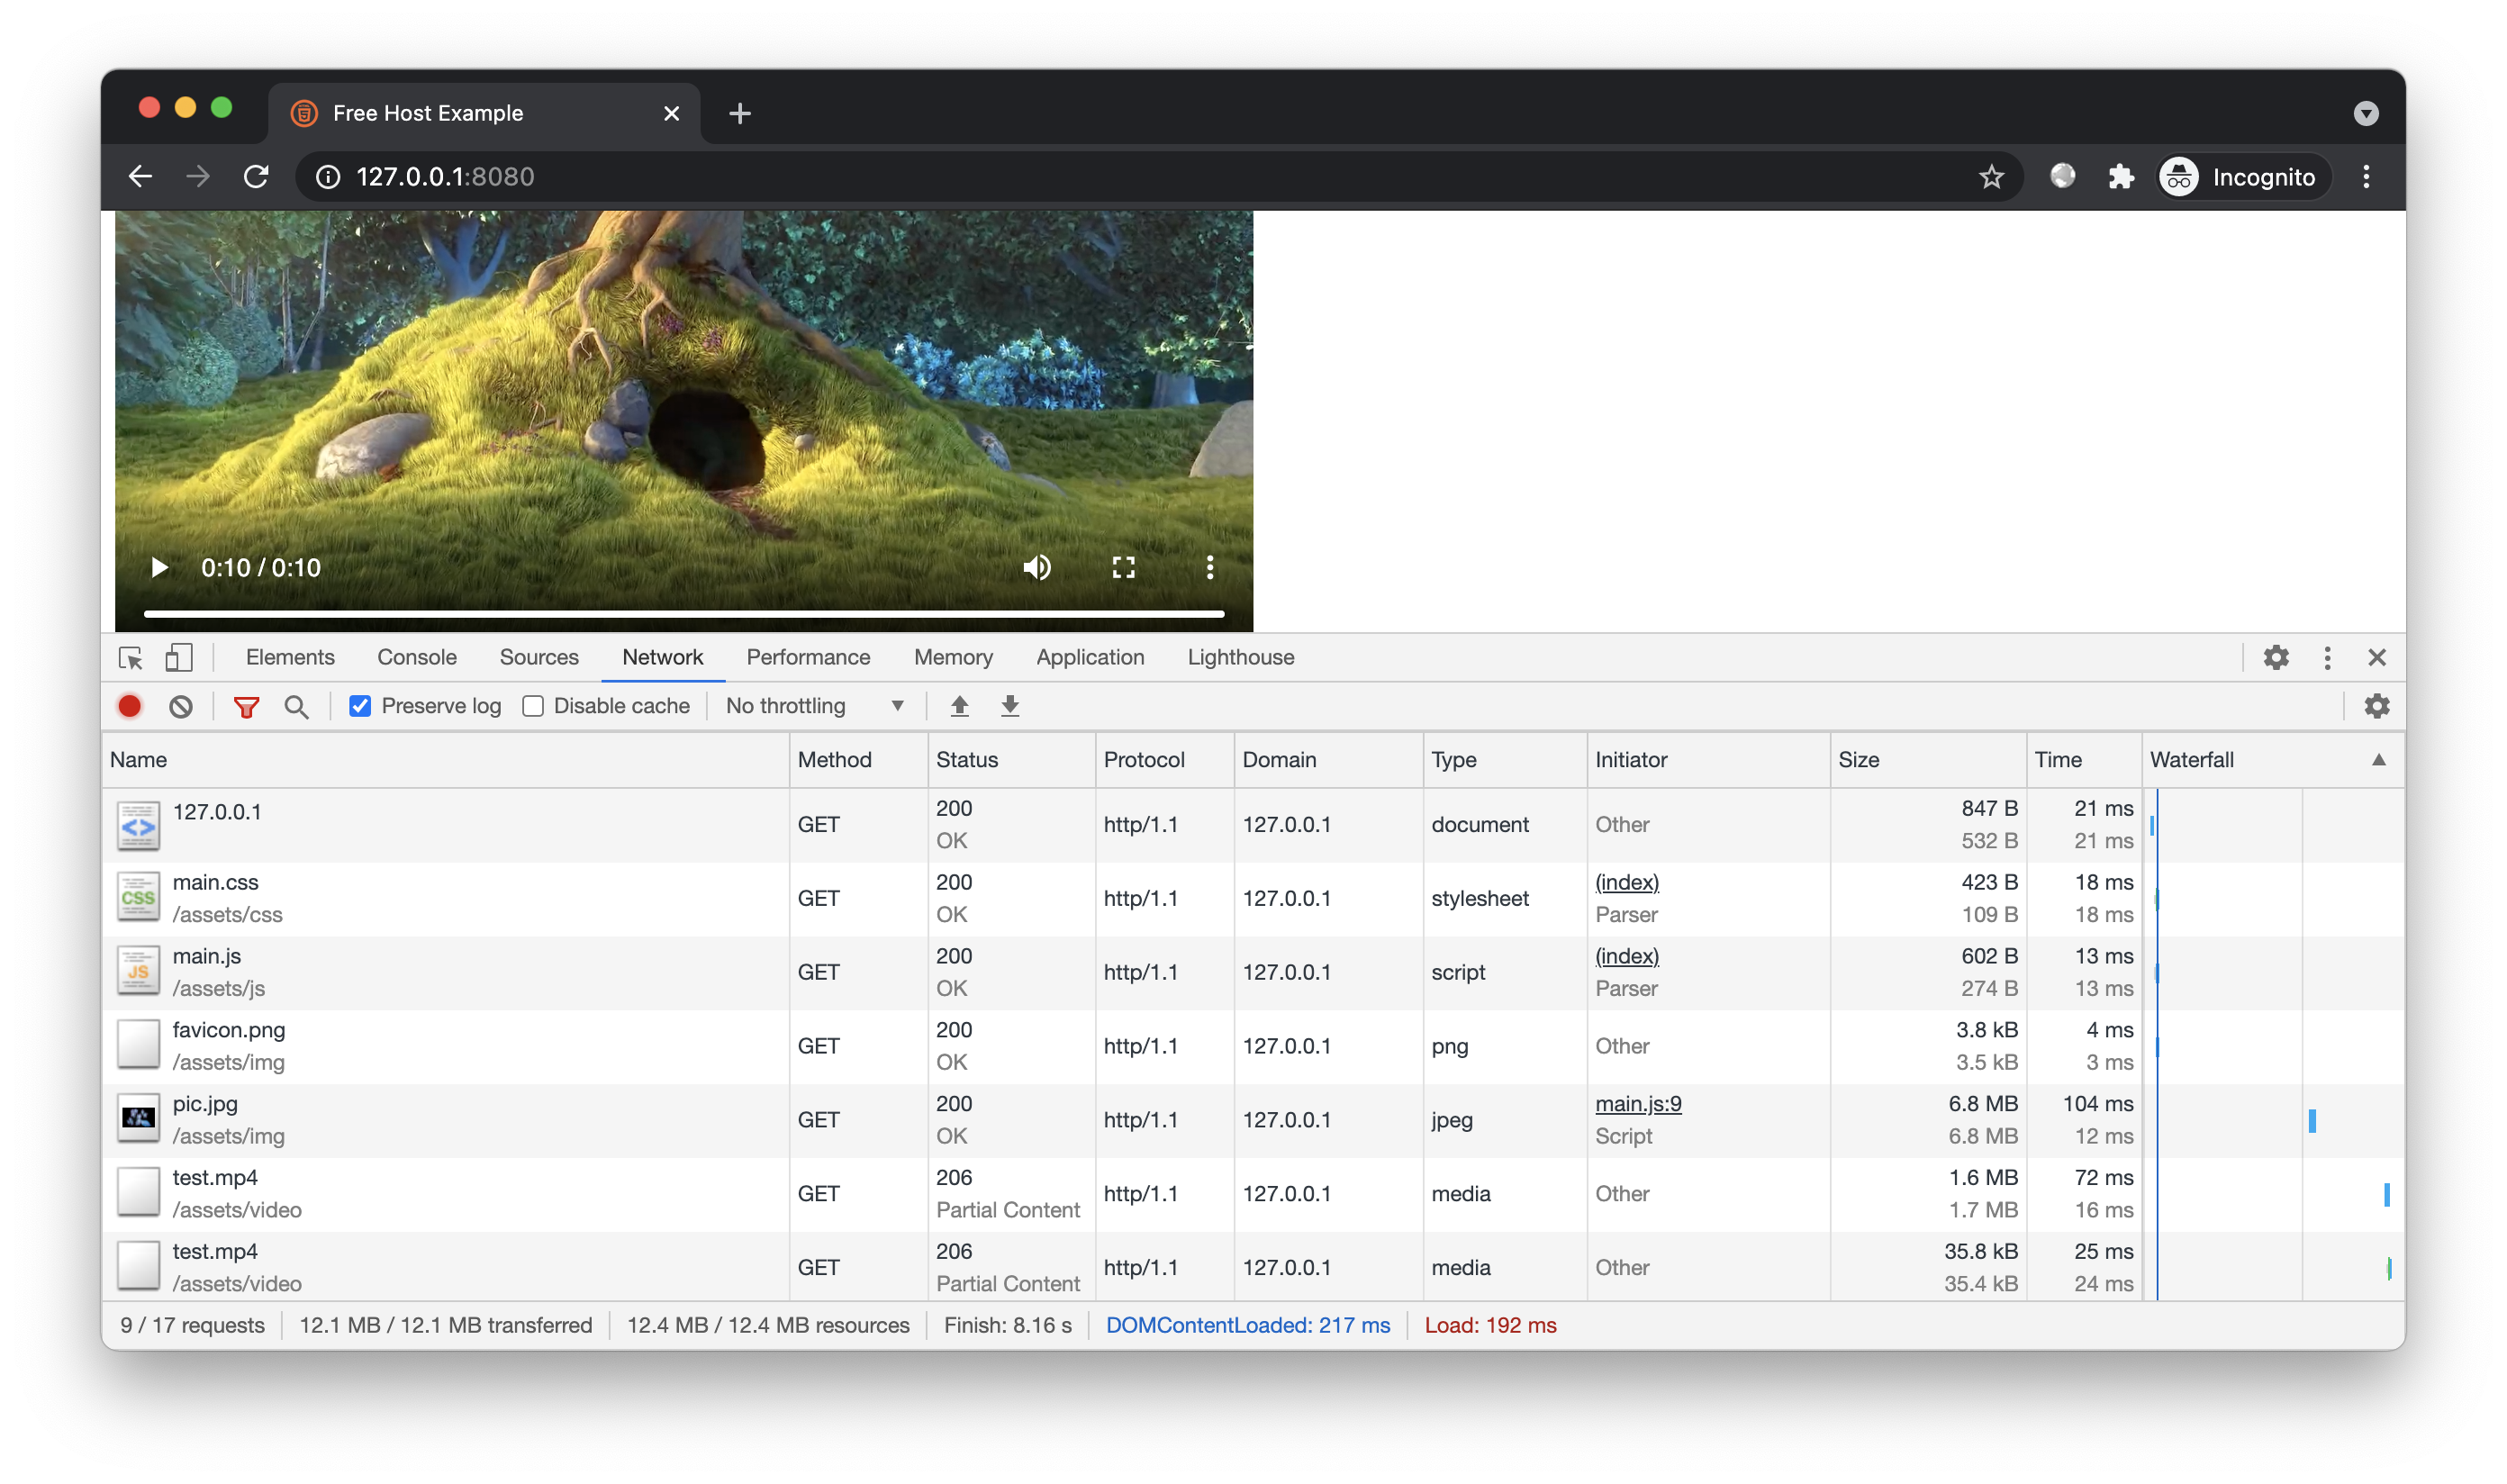 Free Host Example
127.0.0.1:8080
Incognito
0:10 / 0:10
Elements Console Sources Network Performance Memory Application Lighthouse
Preserve log Disable cache No throttling
Name Method Status Protocol Domain Type Initiator Size Time Waterfall
127.0.0.1 GET 200 OK http/1.1 127.0.0.1 document Other 847 B 532 B 21 ms 21 ms
CSS main.css /assets/css GET 200 OK http/1.1 127.0.0.1 stylesheet (index) Parser 423 B 109 B 18 ms 18 ms
JS main.js /assets/js GET 200 OK http/1.1 127.0.0.1 script (index) Parser 602 B 274 B 13 ms 13 ms
favicon.png /assets/img GET 200 OK http/1.1 127.0.0.1 png Other 3.8 kB 3.5 kB 4 ms 3 ms
pic.jpg /assets/img GET 200 OK http/1.1 127.0.0.1 jpeg main.js:9 Script 6.8 MB 6.8 MB 104 ms 12 ms
test.mp4 /assets/video GET 206 Partial Content http/1.1 127.0.0.1 media Other 1.6 MB 1.7 MB 72 ms 16 ms
test.mp4 /assets/video GET 206 Partial Content http/1.1 127.0.0.1 media Other 35.8 kB 35.4 kB 25 ms 24 ms
9 / 17 requests 12.1 MB / 12.1 MB transferred 12.4 MB / 12.4 MB resources Finish: 8.16 s DOMContentLoaded: 217 ms Load: 192 ms